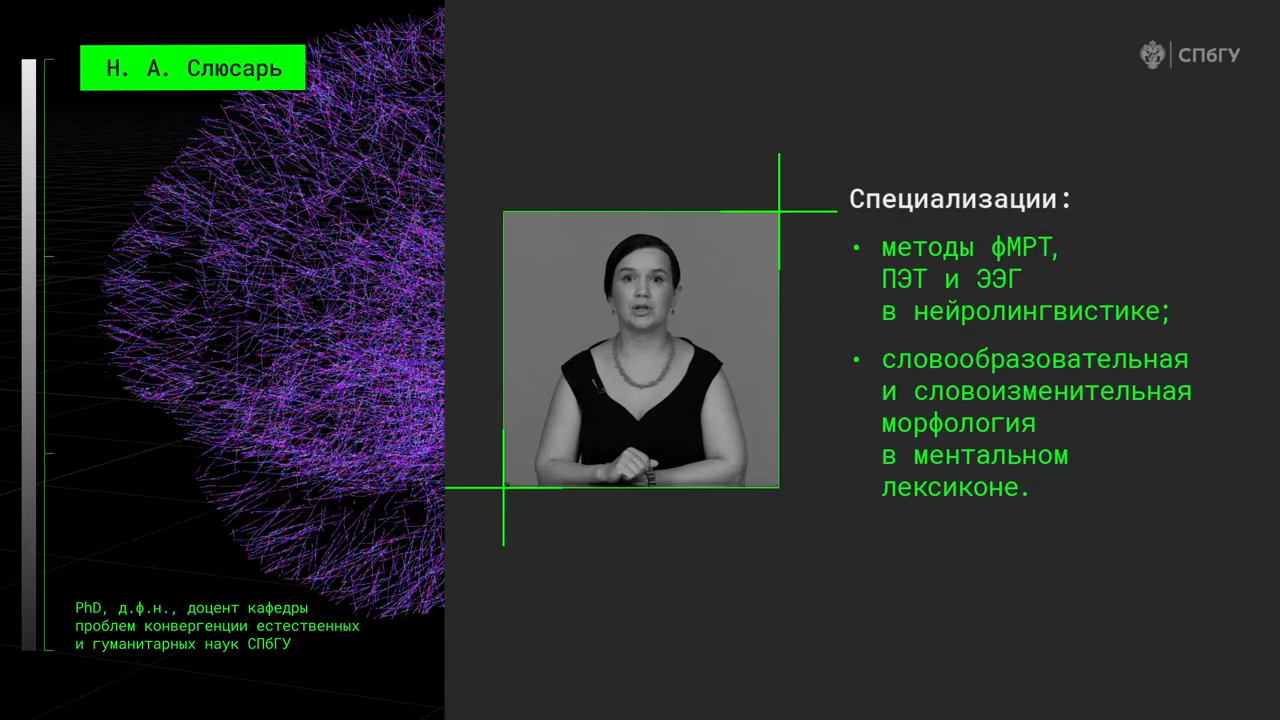 Н. А. Слюсарь
СПбГУ
Специализации:
• методы фМРТ,
ПЭТ и ЭЭГ
в нейролингвистике;
• словообразовательная
и словоизменительная
морфология
в ментальном
лексиконе.
PhD, д.ф.н., доцент кафедры
проблем конвергенции естественных
и гуманитарных наук СПбГУ